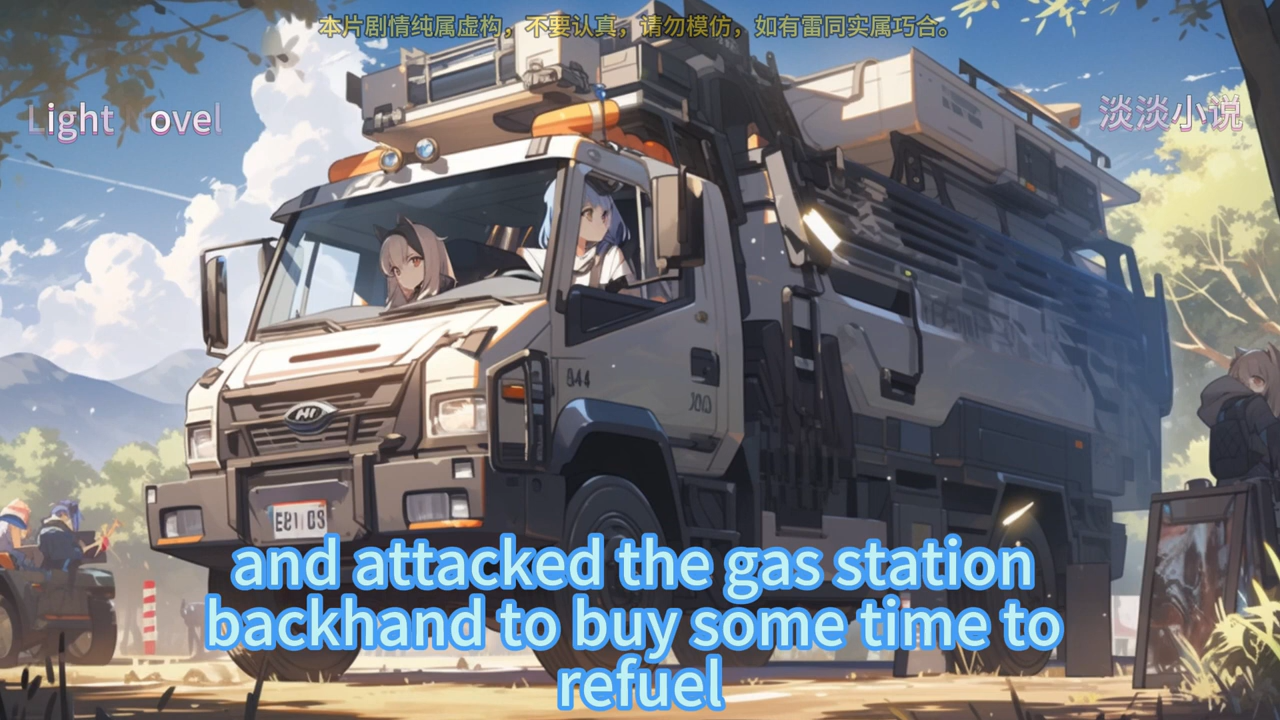 本片剧情纯属虚构，不要认真，请勿模仿，如有雷同实属巧合。
Light ovel
淡淡小说
844
and attacked the gas station
backhand to buy some time to
refuel